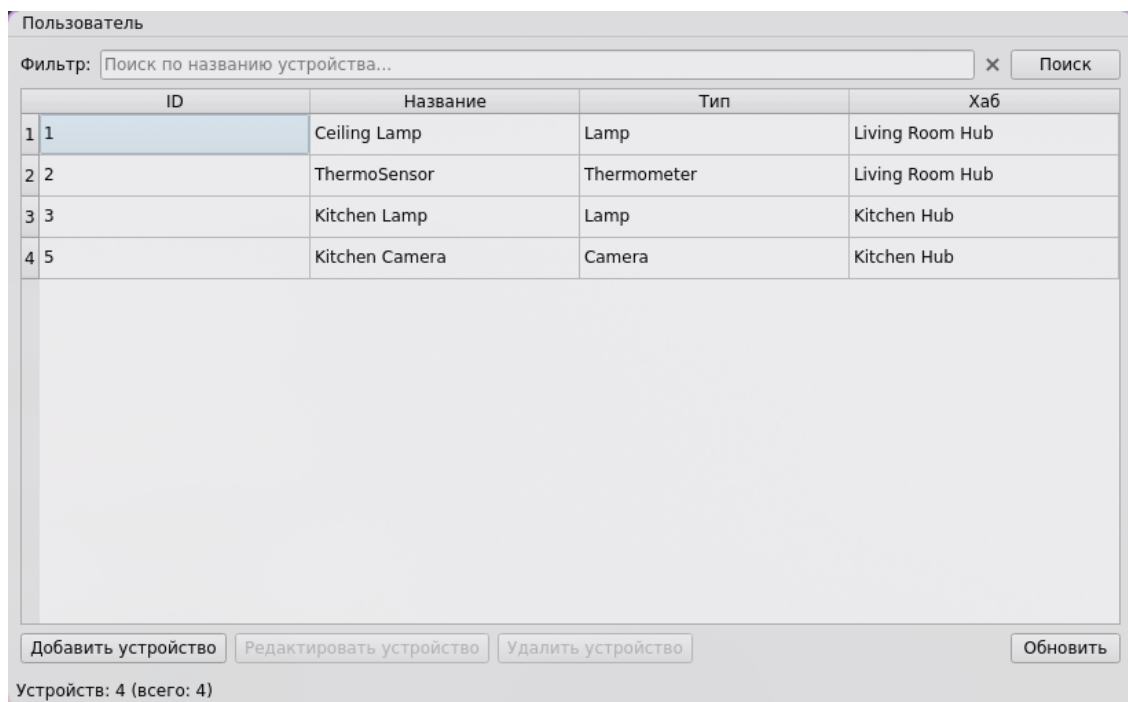 Пользователь
Фильтр: Поиск по названию устройства... × Поиск
ID Название Тип Хаб
1 1 Ceiling Lamp Lamp Living Room Hub
2 2 ThermoSensor Thermometer Living Room Hub
3 3 Kitchen Lamp Lamp Kitchen Hub
4 5 Kitchen Camera Camera Kitchen Hub
Добавить устройство Редактировать устройство Удалить устройство Обновить
Устройств: 4 (всего: 4)